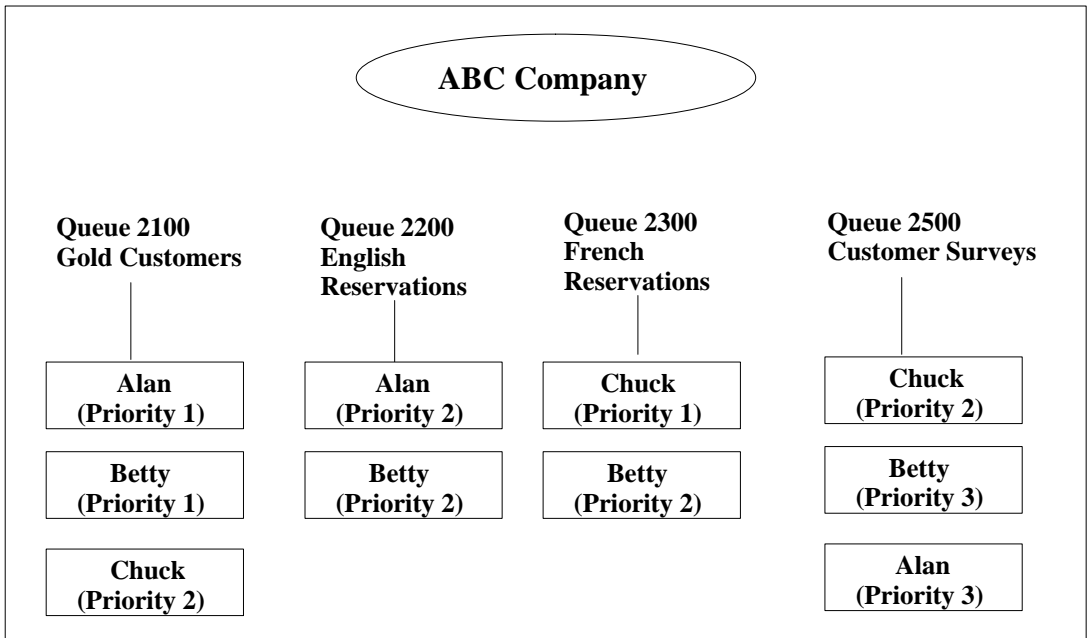 ABC Company
Queue 2100
Gold Customers
Alan
(Priority 1)
Betty
(Priority 1)
Chuck
(Priority 2)
Queue 2200
English
Reservations
Alan
(Priority 2)
Betty
(Priority 2)
Queue 2300
French
Reservations
Chuck
(Priority 1)
Betty
(Priority 2)
Queue 2500
Customer Surveys
Chuck
(Priority 2)
Betty
(Priority 3)
Alan
(Priority 3)